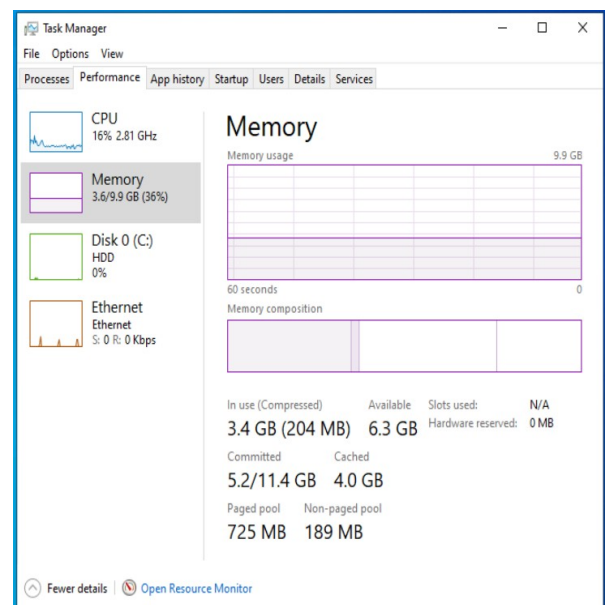 Task Manager
File Options View
Processes Performance App history Startup Users Details Services
CPU
16% 2.81 GHz
Memory
3.6/9.9 GB (36%)
Disk 0 (C:)
HDD
0%
Ethernet
Ethernet
S: 0 R: 0 Kbps
Memory
Memory usage 9.9 GB
60 seconds 0
Memory composition
In use (Compressed) Available Slots used: N/A
3.4 GB (204 MB) 6.3 GB Hardware reserved: 0 MB
Committed Cached
5.2/11.4 GB 4.0 GB
Paged pool Non-paged pool
725 MB 189 MB
Fewer details Open Resource Monitor